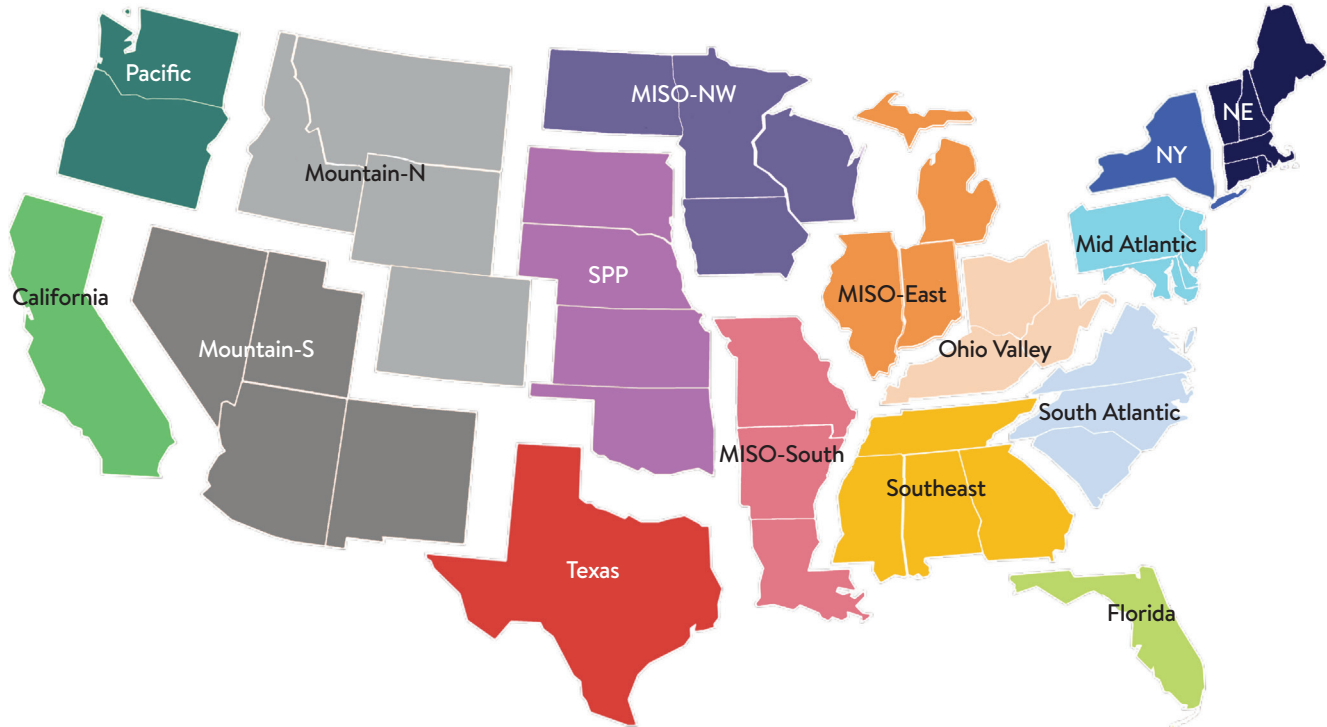 Pacific
MISO-NW
NE
NY
Mountain-N
Mid Atlantic
SPP
California
MISO-East
Mountain-S
Ohio Valley
South Atlantic
MISO-South
Southeast
Texas
Florida